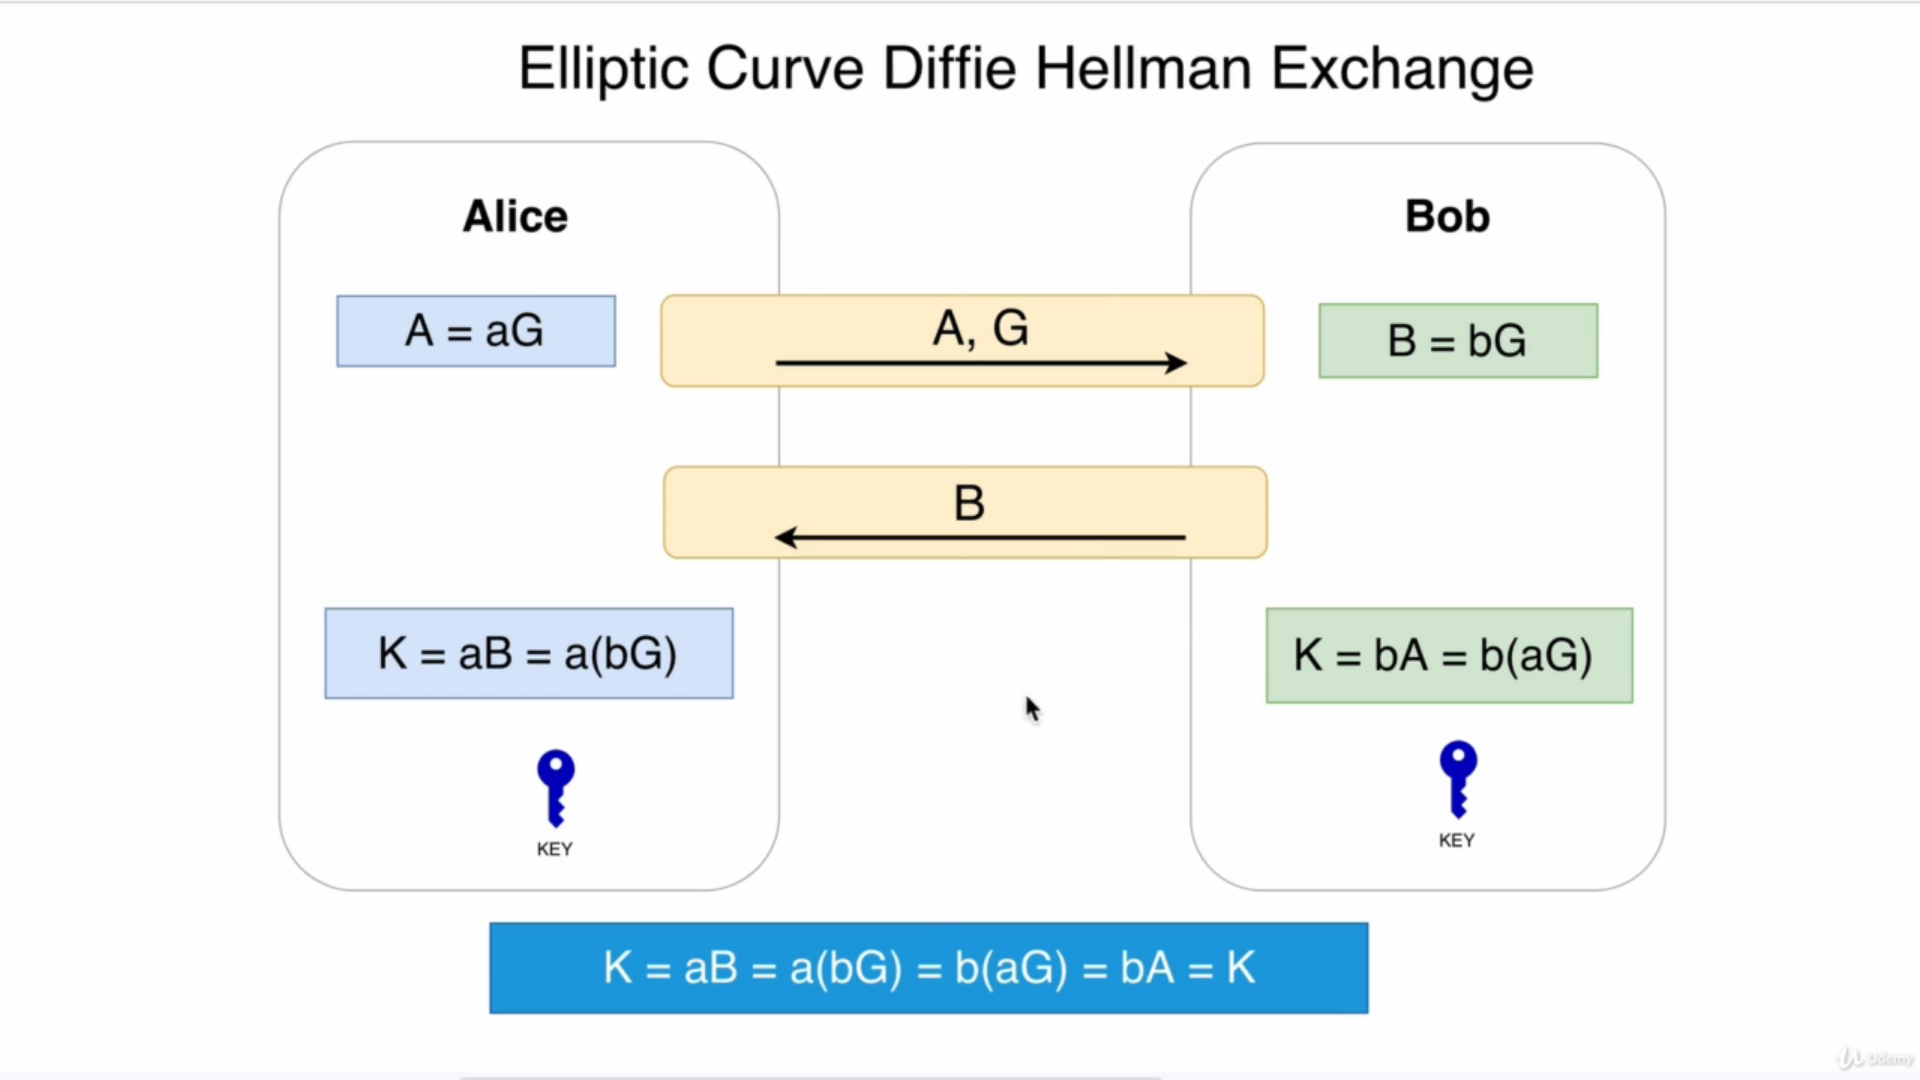 Elliptic Curve Diffie Hellman Exchange
Alice
Bob
A = aG
A, G
B = bG
B
K = aB = a(bG)
K = bA = b(aG)
KEY
KEY
K = aB = a(bG) = b(aG) = bA = K
Udemy